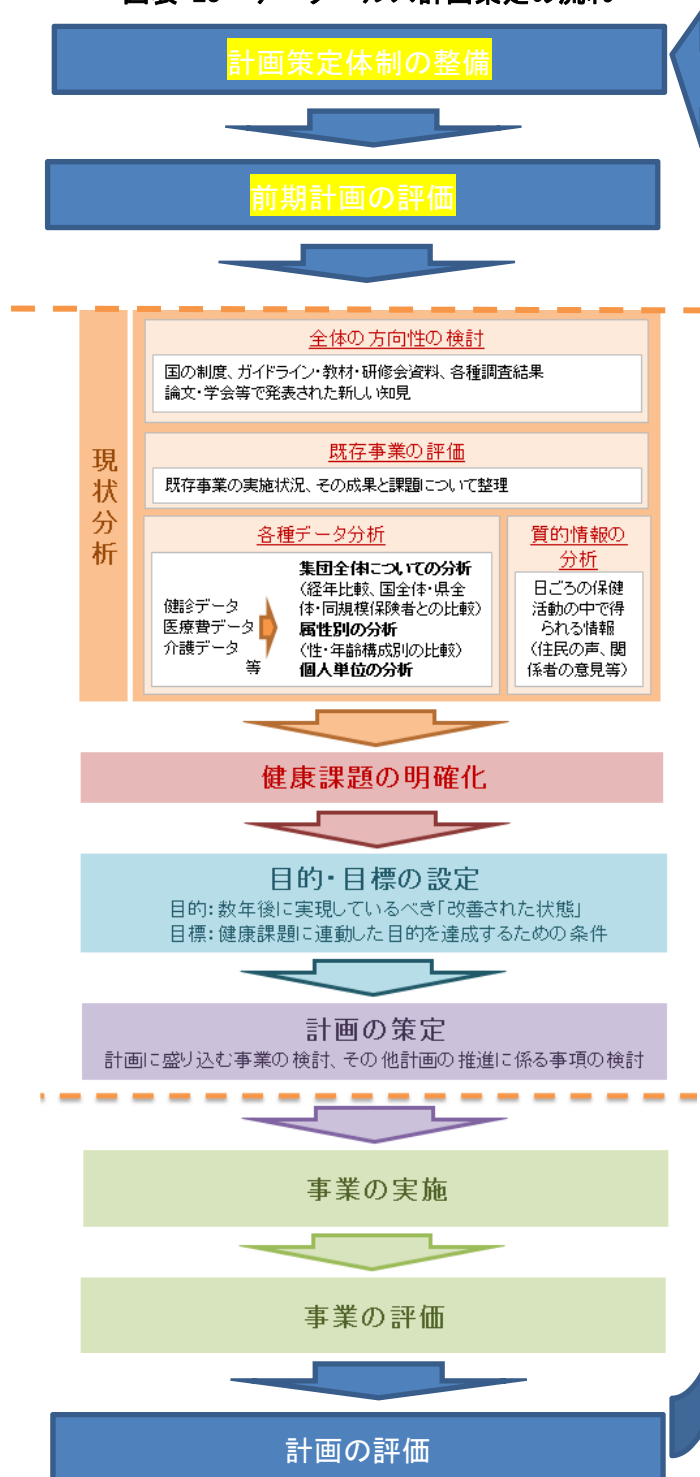 計画策定体制の整備
前期計画の評価
現状分析
全体の方向性の検討
国の制度、ガイドライン・教材・研修会資料、各種調査結果
論文・学会等で発表された新しい知見
既存事業の評価
既存事業の実施状況、その成果と課題について整理
各種データ分析
健診データ
医療費データ
介護データ
等
集団全体についての分析
（経年比較、国全体・県全
体・同規模保険者との比較）
属性別の分析
（性・年齢構成別の比較）
個人単位の分析
質的情報の
分析
日ごろの保健
活動の中で得
られる情報
（住民の声、関
係者の意見等）
健康課題の明確化
目的・目標の設定
目的：数年後に実現しているべき「改善された状態」
目標：健康課題に連動した目的を達成するための条件
計画の策定
計画に盛り込む事業の検討、その他計画の推進に係る事項の検討
事業の実施
事業の評価
計画の評価